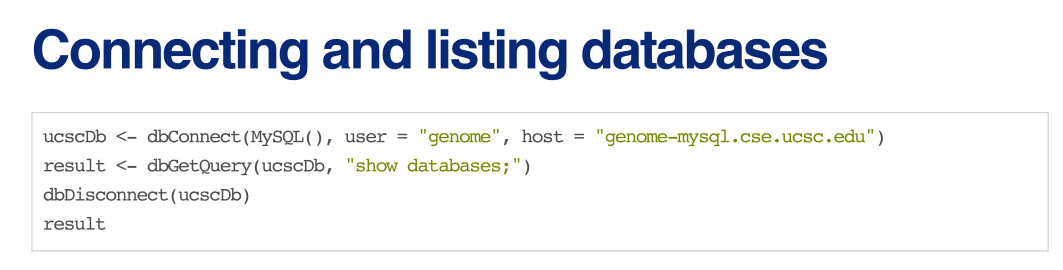 Connecting and listing databases
ucscDb <- dbConnect(MySQL(), user = "genome", host = "genome-mysql.cse.ucsc.edu")
result <- dbGetQuery(ucscDb, "show databases;")
dbDisconnect(ucscDb)
result